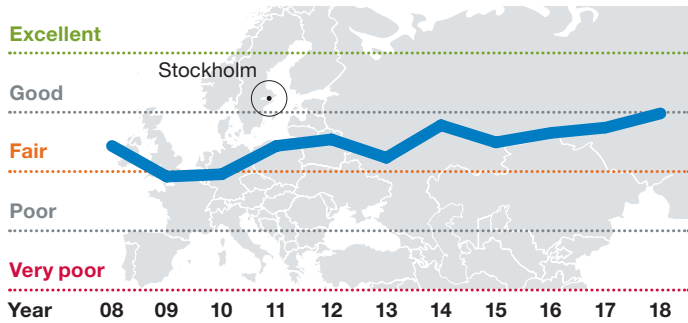 Excellent
Stockholm
Good
Fair
Poor
Very poor
Year 08 09 10 11 12 13 14 15 16 17 18